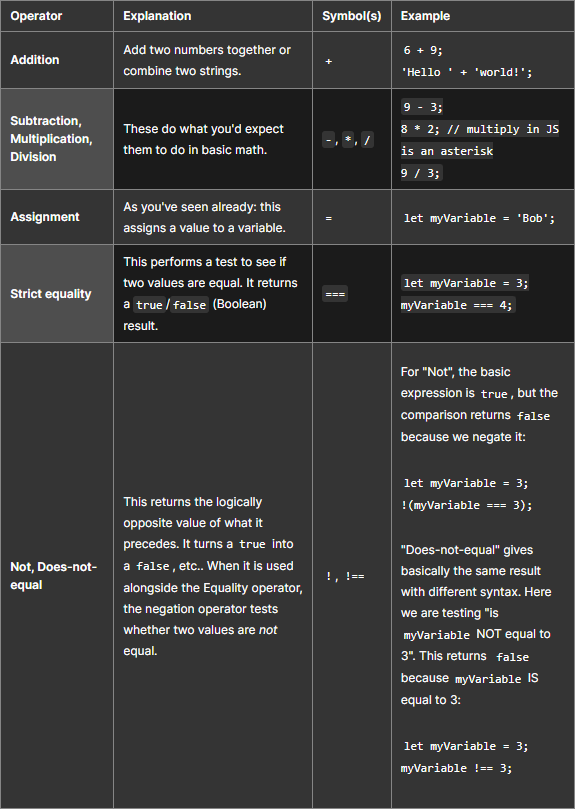 Operator
Explanation
Symbol(s)
Example
Addition
Add two numbers together or
combine two strings.
+
6 + 9;
'Hello ' + 'world!';
Subtraction,
Multiplication,
Division
These do what you'd expect
them to do in basic math.
-, *, /
9 - 3;
8 * 2; // multiply in JS
is an asterisk
9 / 3;
Assignment
As you've seen already: this
assigns a value to a variable.
=
let myVariable = 'Bob';
Strict equality
This performs a test to see if
two values are equal. It returns
a true/false (Boolean)
result.
===
let myVariable = 3;
myVariable === 4;
Not, Does-not-
equal
This returns the logically
opposite value of what it
precedes. It turns a true into
a false, etc.. When it is used
alongside the Equality operator,
the negation operator tests
whether two values are not
equal.
!, !==
For "Not", the basic
expression is true, but the
comparison returns false
because we negate it:
let myVariable = 3;
!(myVariable === 3);
"Does-not-equal" gives
basically the same result
with different syntax. Here
we are testing "is
myVariable NOT equal to
3". This returns false
because myVariable IS
equal to 3:
let myVariable = 3;
myVariable !== 3;